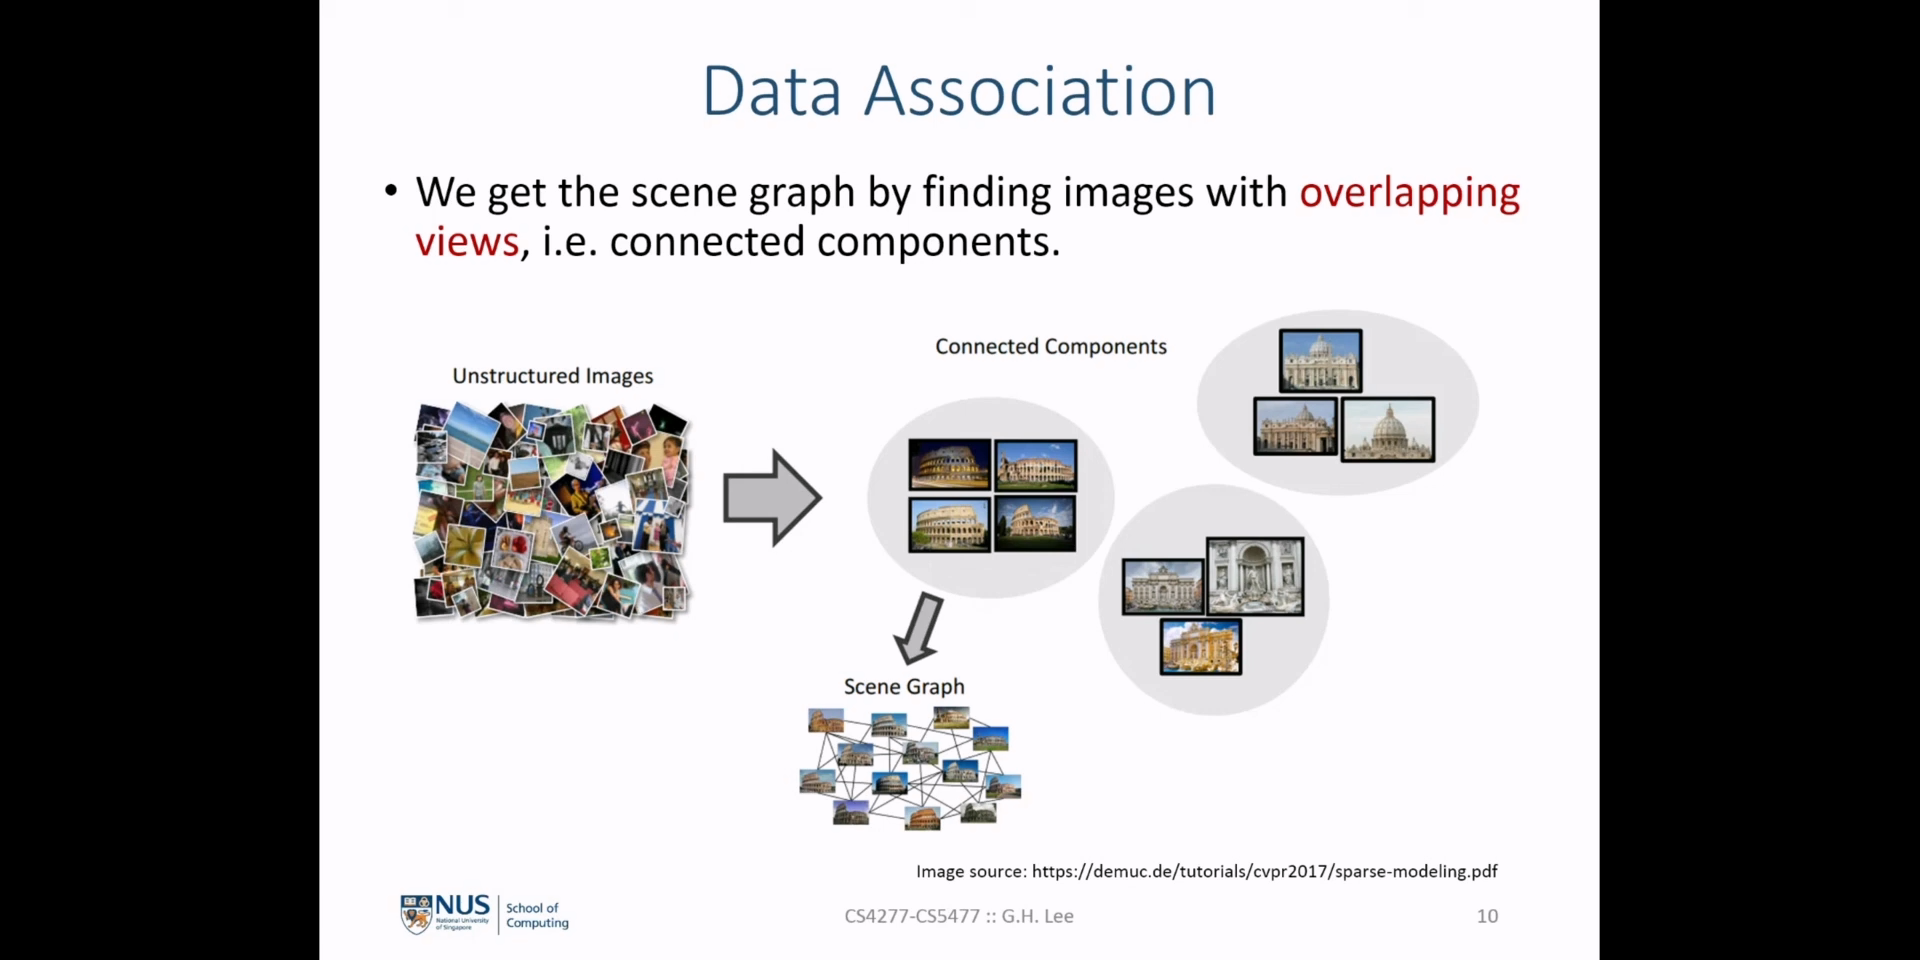 Data Association
• We get the scene graph by finding images with overlapping
views, i.e. connected components.
Connected Components
Unstructured Images
Scene Graph
Image source: https://demuc.de/tutorials/cvpr2017/sparse-modeling.pdf
NUS
National University
of Singapore
School of
Computing
CS4277-CS5477 :: G.H. Lee
10